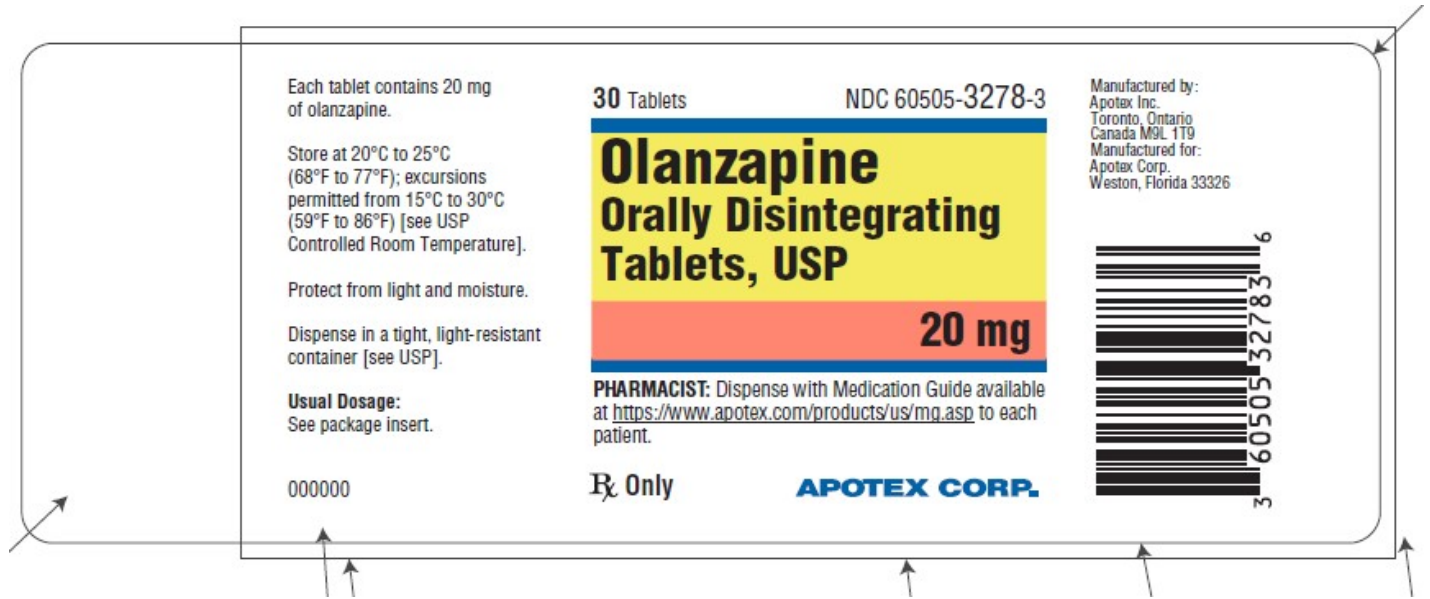 Each tablet contains 20 mg
of olanzapine.
Store at 20°C to 25°C
(68°F to 77°F); excursions
permitted from 15°C to 30°C
(59°F to 86°F) [see USP
Controlled Room Temperature].
Protect from light and moisture.
Dispense in a tight, light-resistant
container [see USP].
Usual Dosage:
See package insert.
000000
30 Tablets NDC 60505-3278-3
Olanzapine
Orally Disintegrating
Tablets, USP
20 mg
PHARMACIST: Dispense with Medication Guide available
at https://www.apotex.com/products/us/mg.asp to each
patient.
Rx Only APOTEX CORP.
Manufactured by:
Apotex Inc.
Toronto, Ontario
Canada M9L 1T9
Manufactured for:
Apotex Corp.
Weston, Florida 33326
3 60505 32783 6